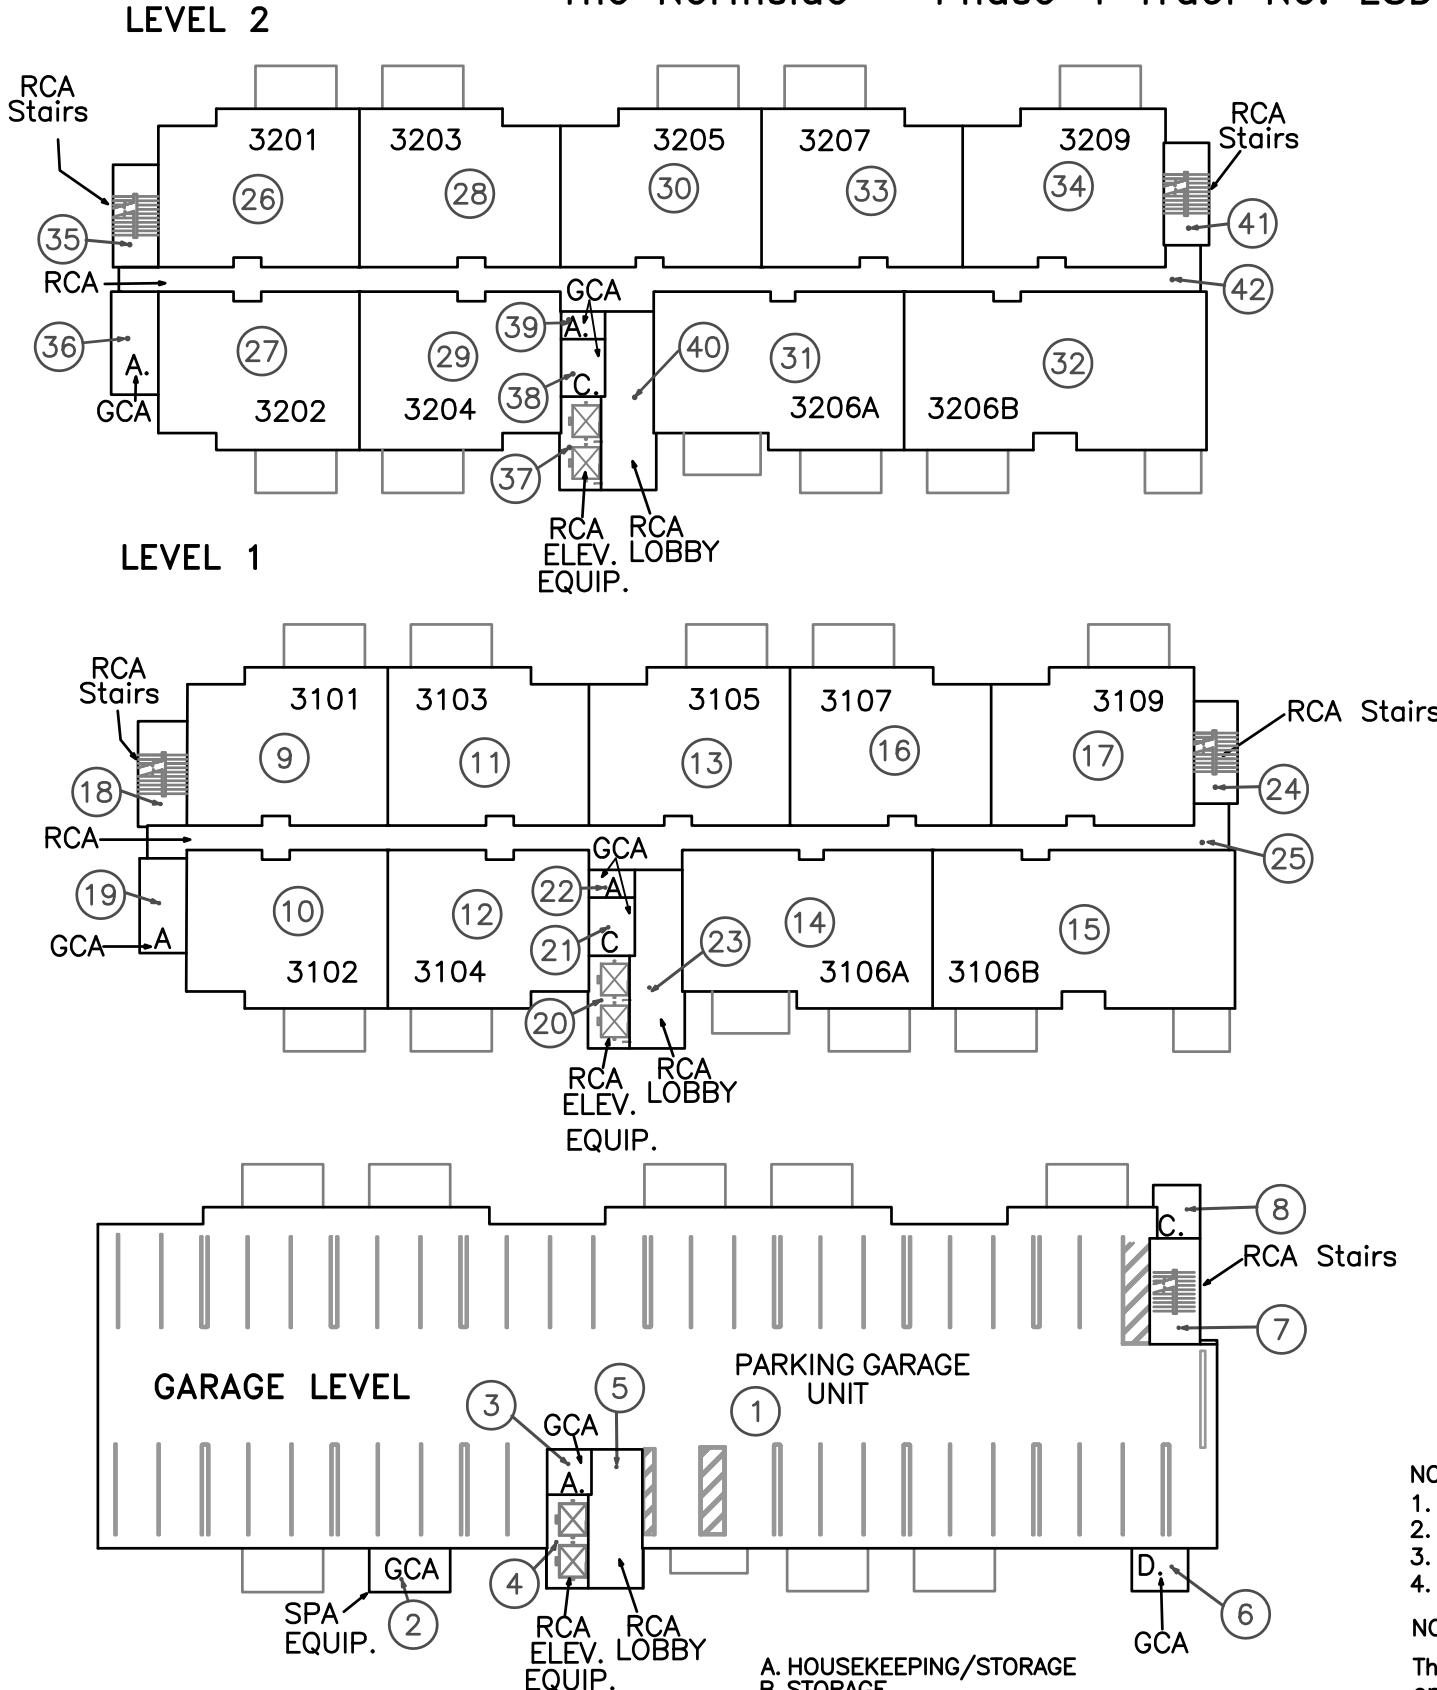 LEVEL 2
RCA
Stairs
3201
3203
3205
3207
3209
RCA
Stairs
26
28
30
33
34
35
41
RCA
42
36
A.
GCA
27
29
GCA
39
A.
38
C.
40
31
32
3202
3204
3206A
3206B
37
RCA
ELEV.
EQUIP.
RCA
LOBBY
LEVEL 1
RCA
Stairs
3101
3103
3105
3107
3109
RCA Stairs
9
11
13
16
17
18
24
RCA
25
19
GCA
A
10
12
GCA
22
A
21
C
23
14
15
3102
3104
3106A
3106B
20
RCA
ELEV.
EQUIP.
RCA
LOBBY
8
C.
RCA Stairs
7
GARAGE LEVEL
PARKING GARAGE
UNIT
1
3
GCA
5
A.
4
GCA
SPA
EQUIP.
2
RCA
ELEV.
EQUIP.
RCA
LOBBY
D.
6
GCA
A. HOUSEKEEPING/STORAGE
1.
2.
3.
4.